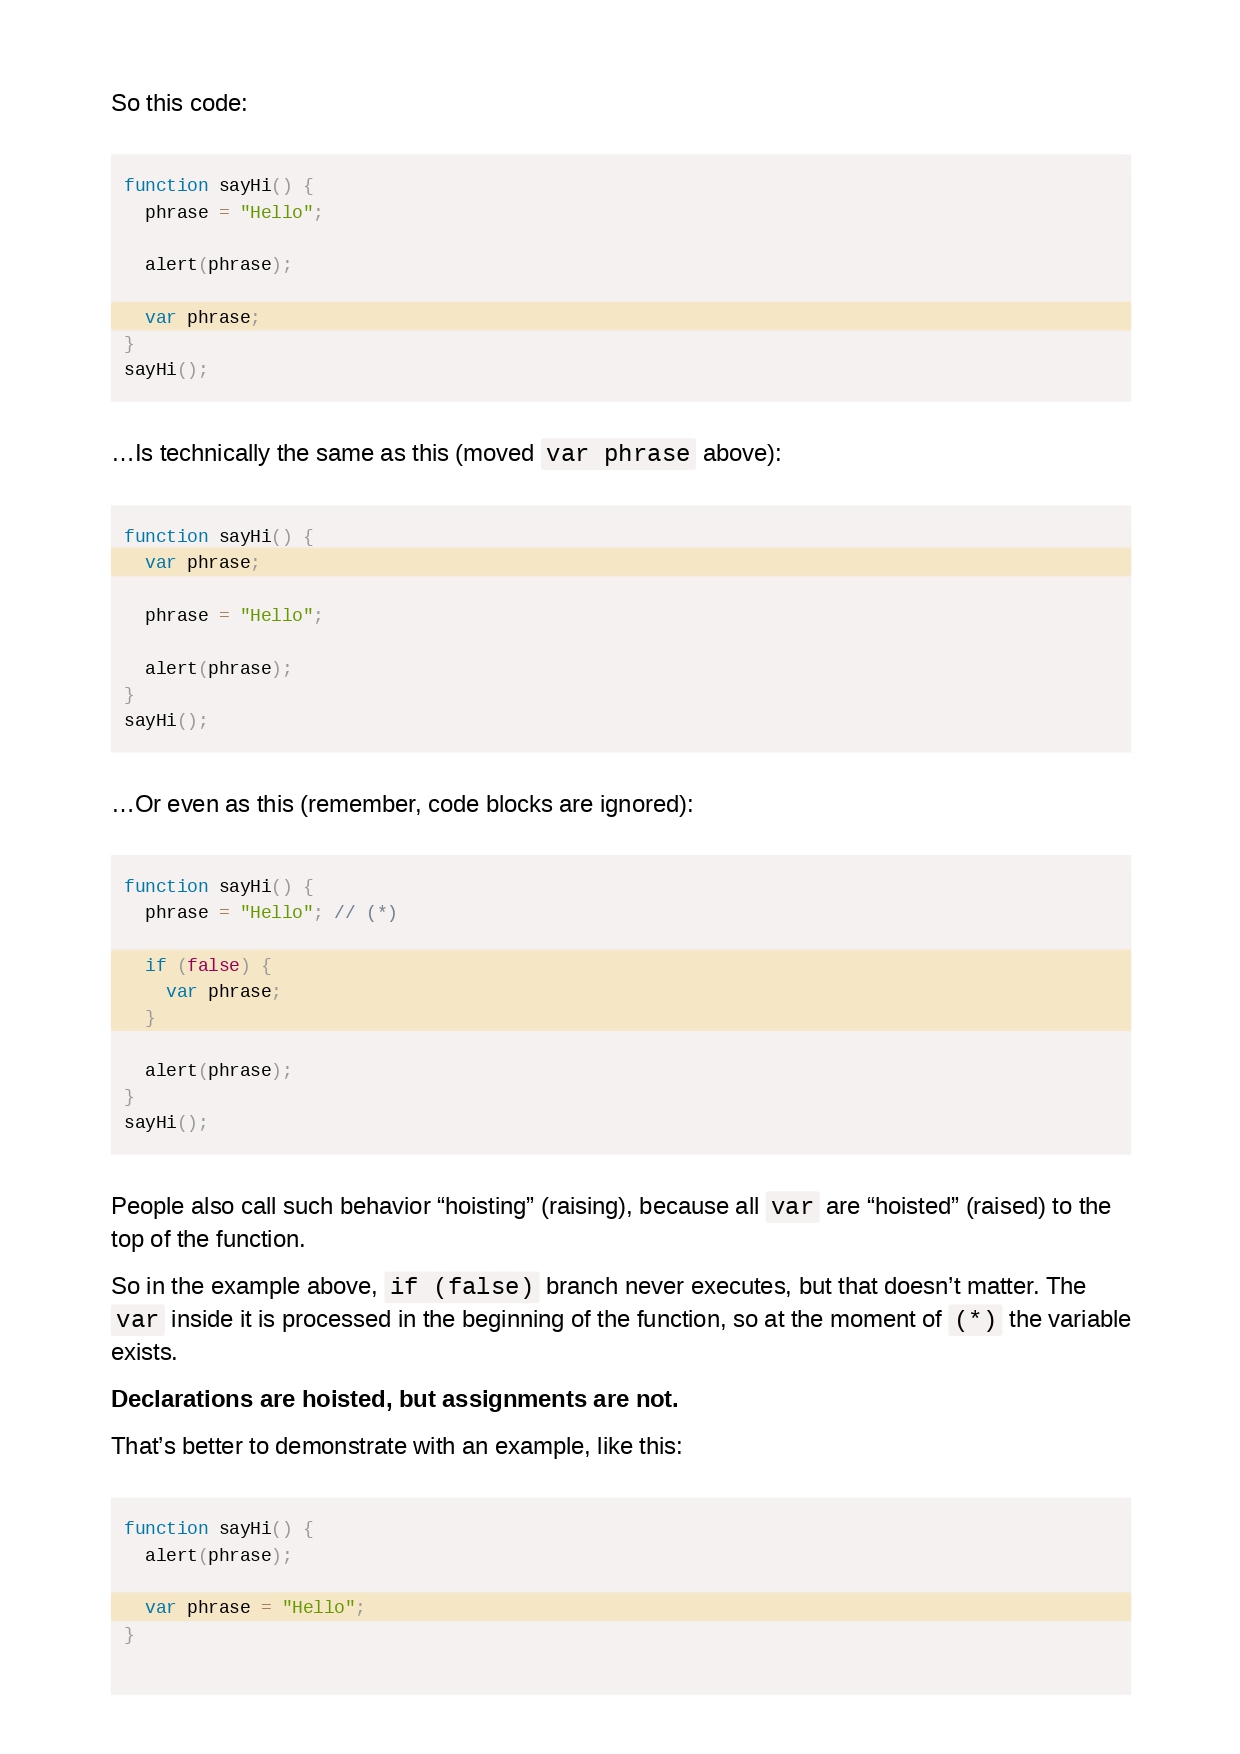 So this code:
function sayHi() {
  phrase = "Hello";
  alert(phrase);
  var phrase;
}
sayHi();
…Is technically the same as this (moved var phrase above):
function sayHi() {
  var phrase;
  phrase = "Hello";
  alert(phrase);
}
sayHi();
…Or even as this (remember, code blocks are ignored):
function sayHi() {
  phrase = "Hello"; // (*)
  if (false) {
    var phrase;
  }
  alert(phrase);
}
sayHi();
People also call such behavior “hoisting” (raising), because all var are “hoisted” (raised) to the
top of the function.
So in the example above, if (false) branch never executes, but that doesn’t matter. The
var inside it is processed in the beginning of the function, so at the moment of (*) the variable
exists.
Declarations are hoisted, but assignments are not.
That’s better to demonstrate with an example, like this:
function sayHi() {
  alert(phrase);
  var phrase = "Hello";
}